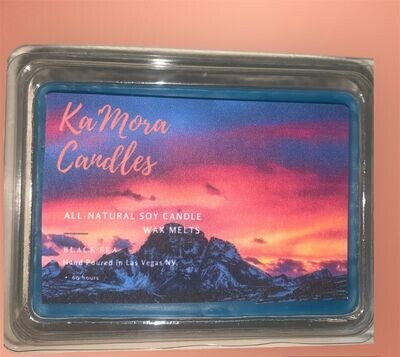 KaMora
Candles
ALL-NATURAL SOY CANDLE
WAX MELTS
BLACK SEA
Hand Poured in Las Vegas NV.
• 60 hours